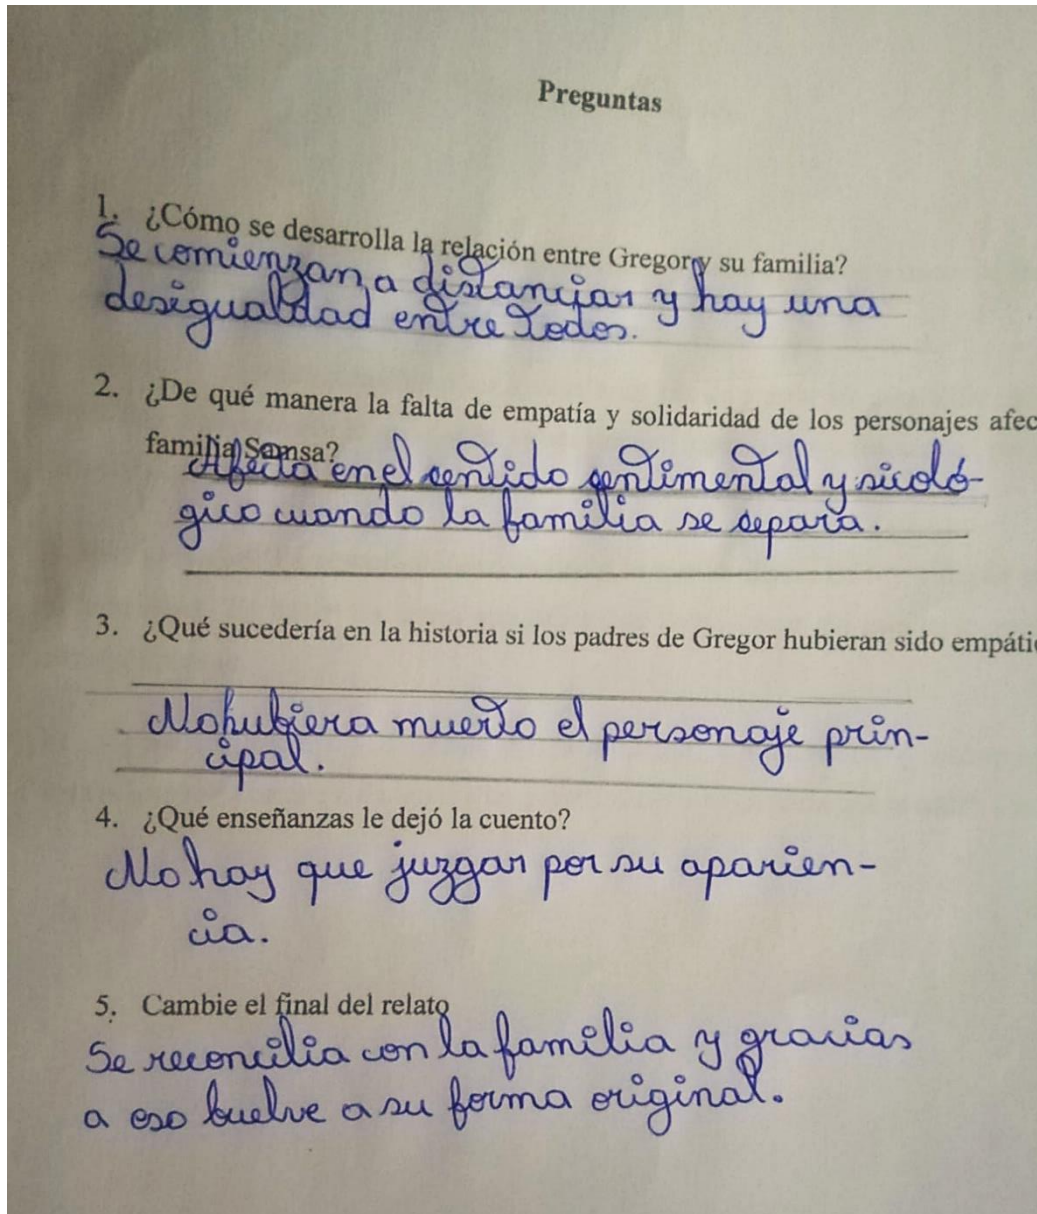 Preguntas
1. ¿Cómo se desarrolla la relación entre Gregor y su familia?
Se comienzan a distanciar y hay una
desigualdad entre todos.
2. ¿De qué manera la falta de empatía y solidaridad de los personajes afec
familia Samsa?
Afecta en el sentido sentimental y sicoló-
gico cuando la familia se separa.
3. ¿Qué sucedería en la historia si los padres de Gregor hubieran sido empáti
No hubiera muerto el personaje prin-
cipal.
4. ¿Qué enseñanzas le dejó la cuento?
No hay que juzgar por su aparien-
cia.
5. Cambie el final del relato
Se reconcilia con la familia y gracias
a eso buelve a su forma original.